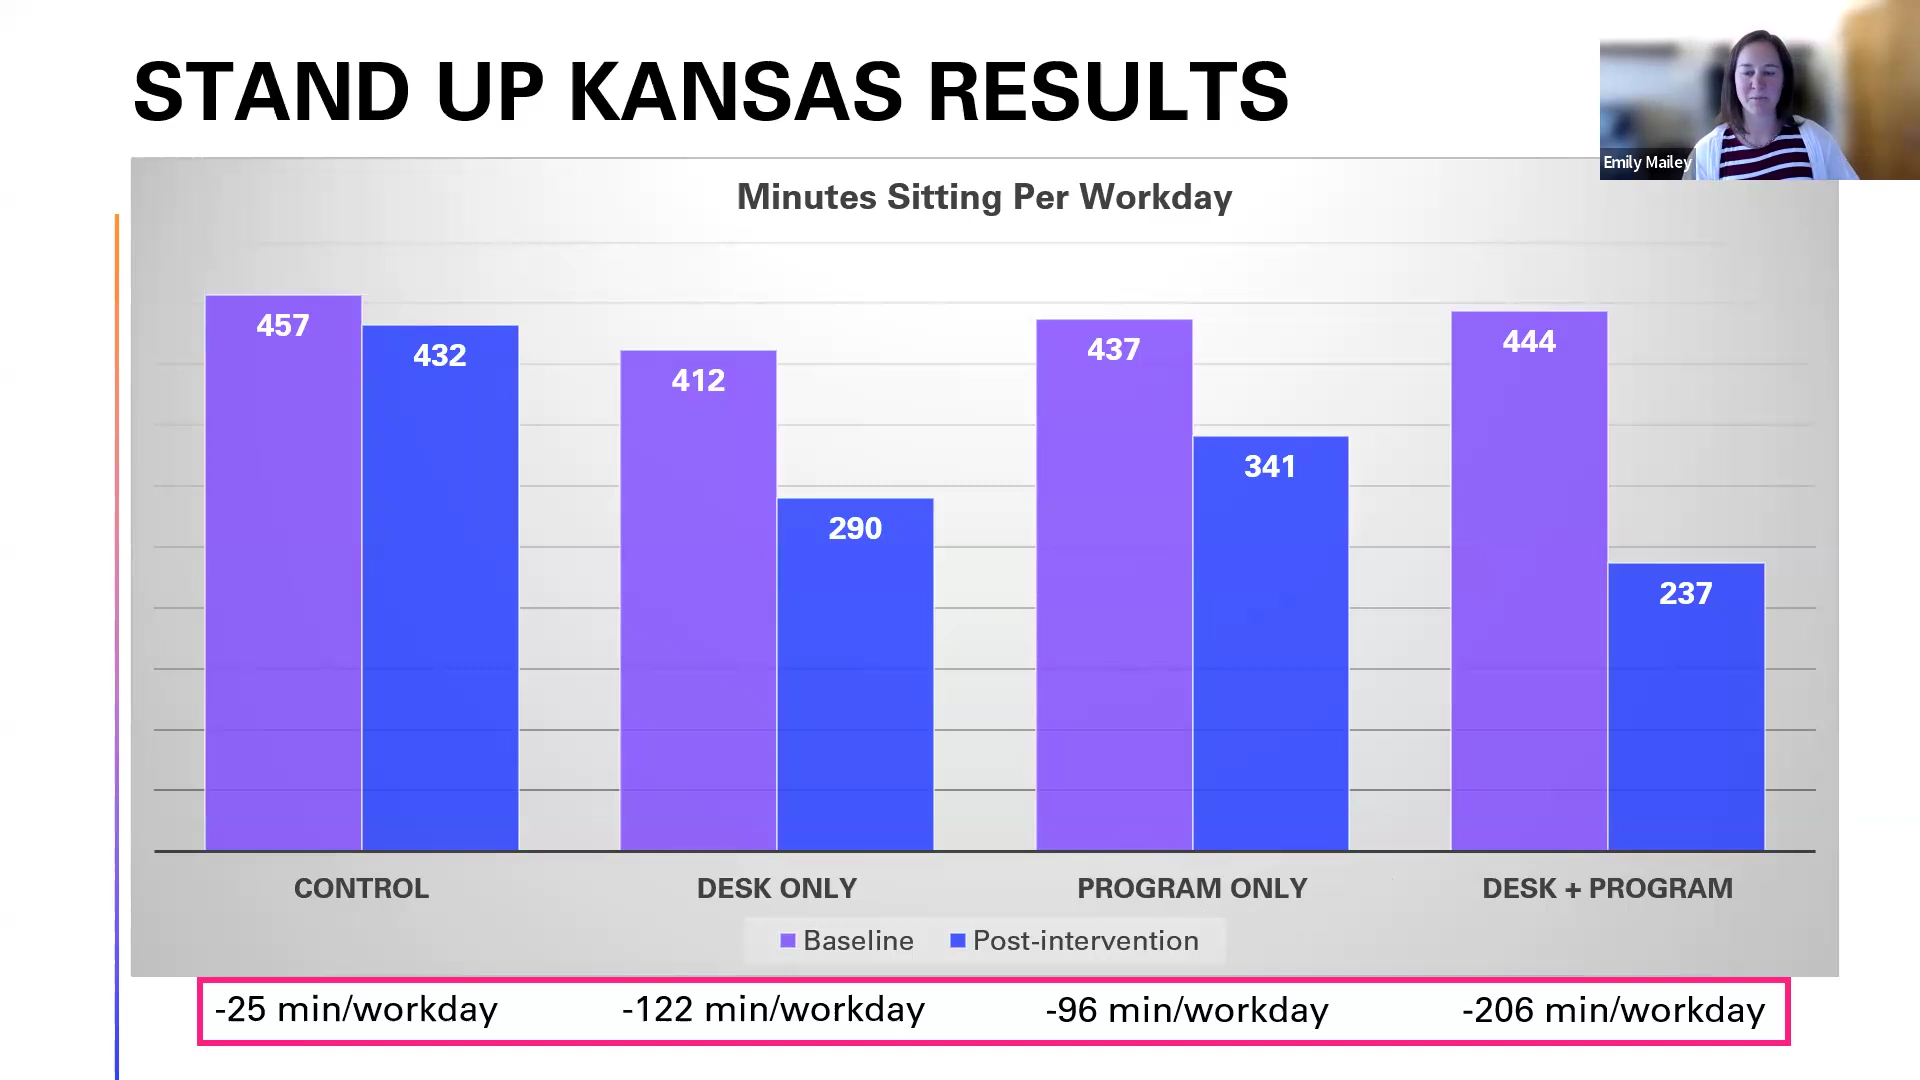 STAND UP KANSAS RESULTS
Emily Mailey
Minutes Sitting Per Workday
457
432
412
290
437
341
444
237
CONTROL
DESK ONLY
PROGRAM ONLY
DESK + PROGRAM
Baseline
Post-intervention
-25 min/workday
-122 min/workday
-96 min/workday
-206 min/workday